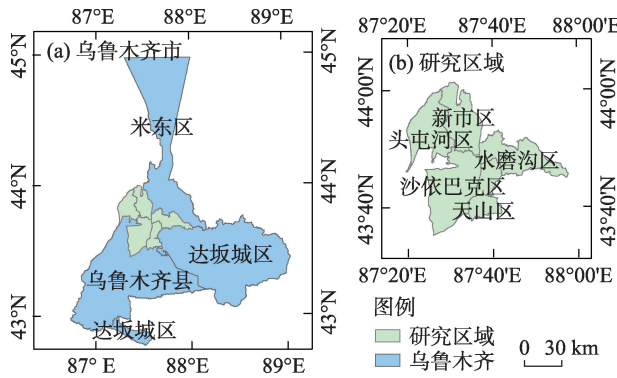 87°E 88°E 89°E
(a) 乌鲁木齐市
45°N
45°N
米东区
44°N
44°N
达坂城区
乌鲁木齐县
43°N
43°N
达坂城区
87°E 88°E 89°E
87°20'E 87°40'E 88°00'E
(b) 研究区域
44°00'N
44°00'N
新市区
头屯河区
水磨沟区
沙依巴克区
天山区
43°40'N
43°40'N
87°20'E 87°40'E 88°00'E
图例
研究区域
乌鲁木齐
0 30 km